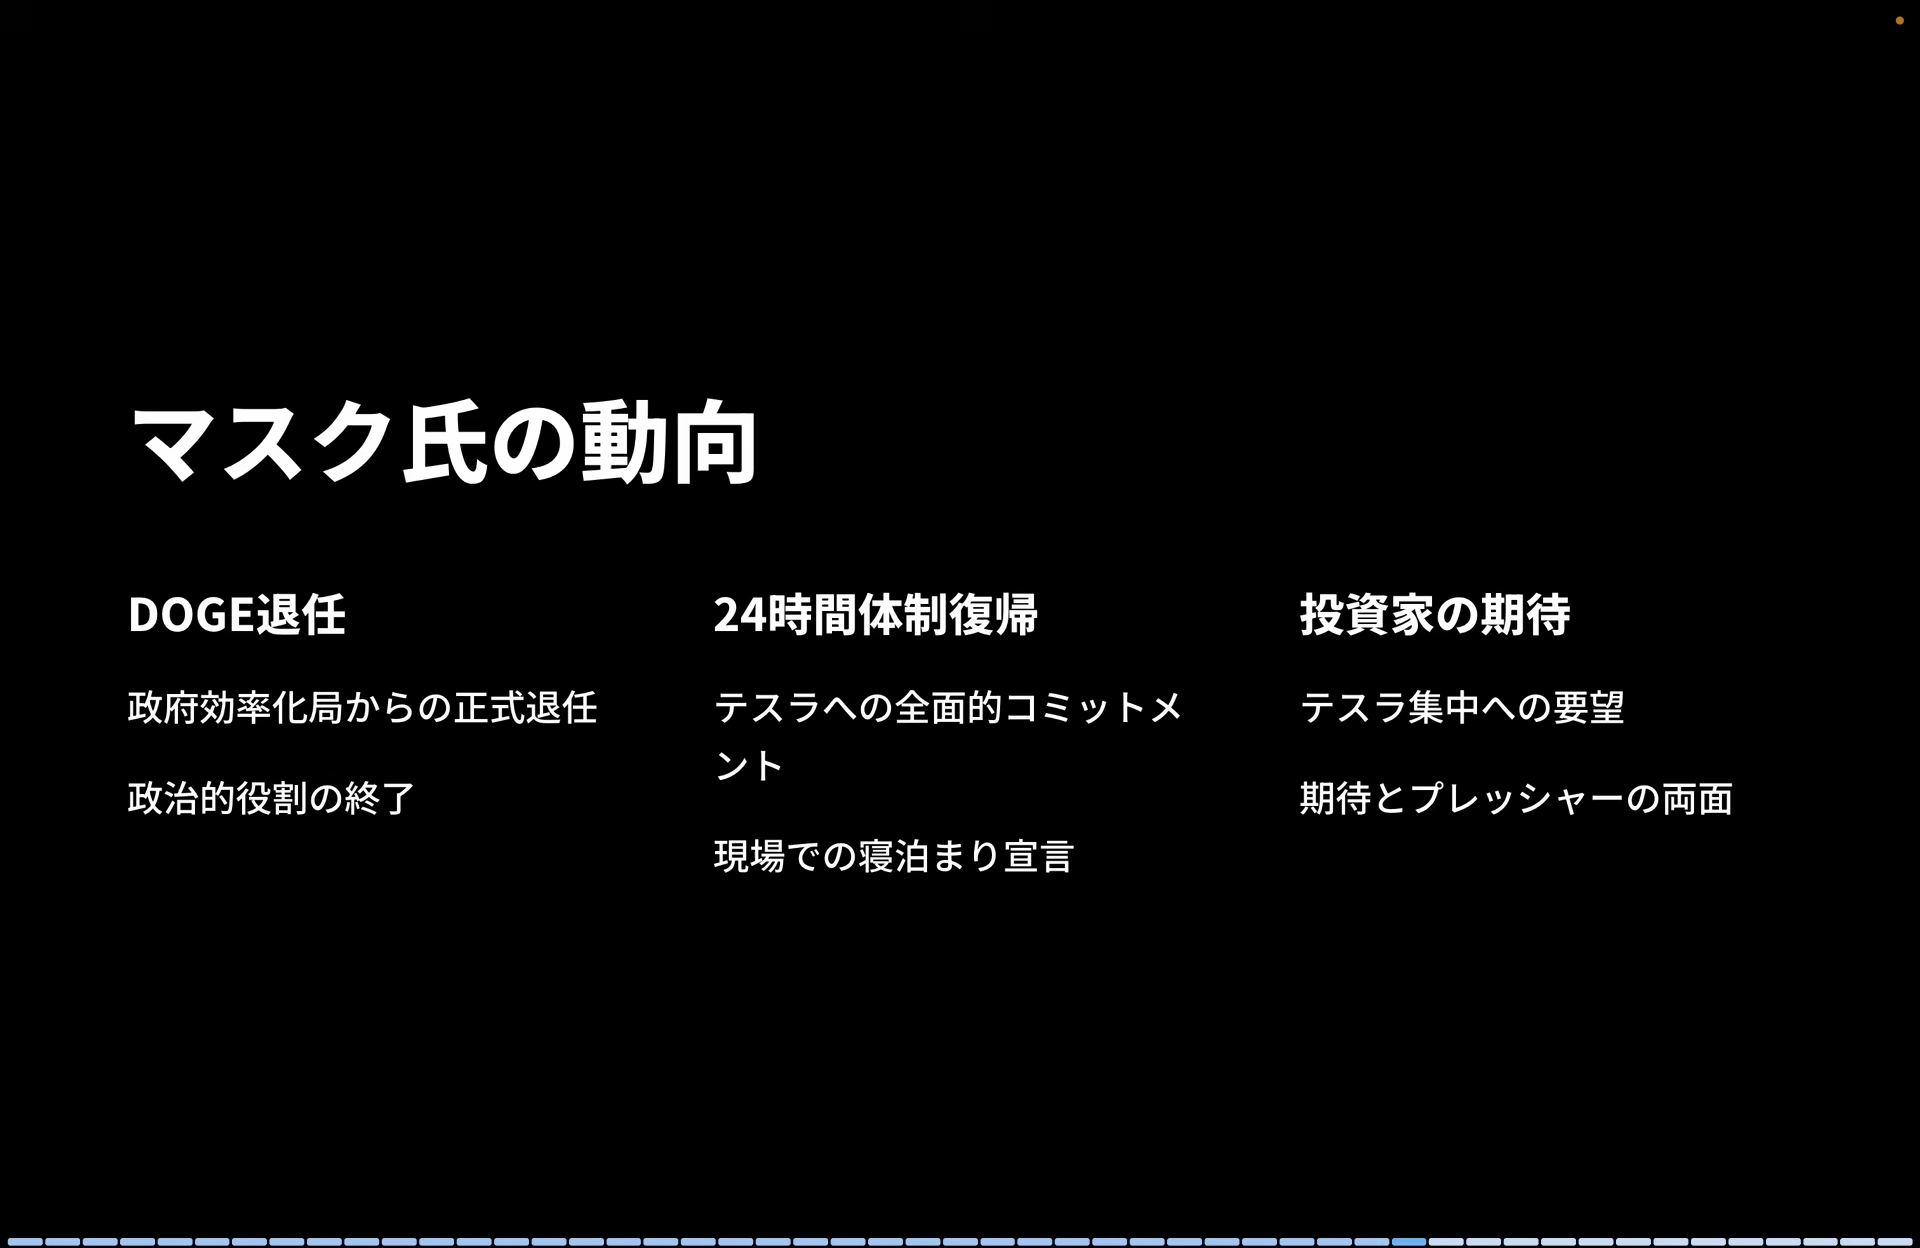 マスク氏の動向
DOGE退任
政府効率化局からの正式退任
政治的役割の終了
24時間体制復帰
テスラへの全面的コミットメ
ント
現場での寝泊まり宣言
投資家の期待
テスラ集中への要望
期待とプレッシャーの両面